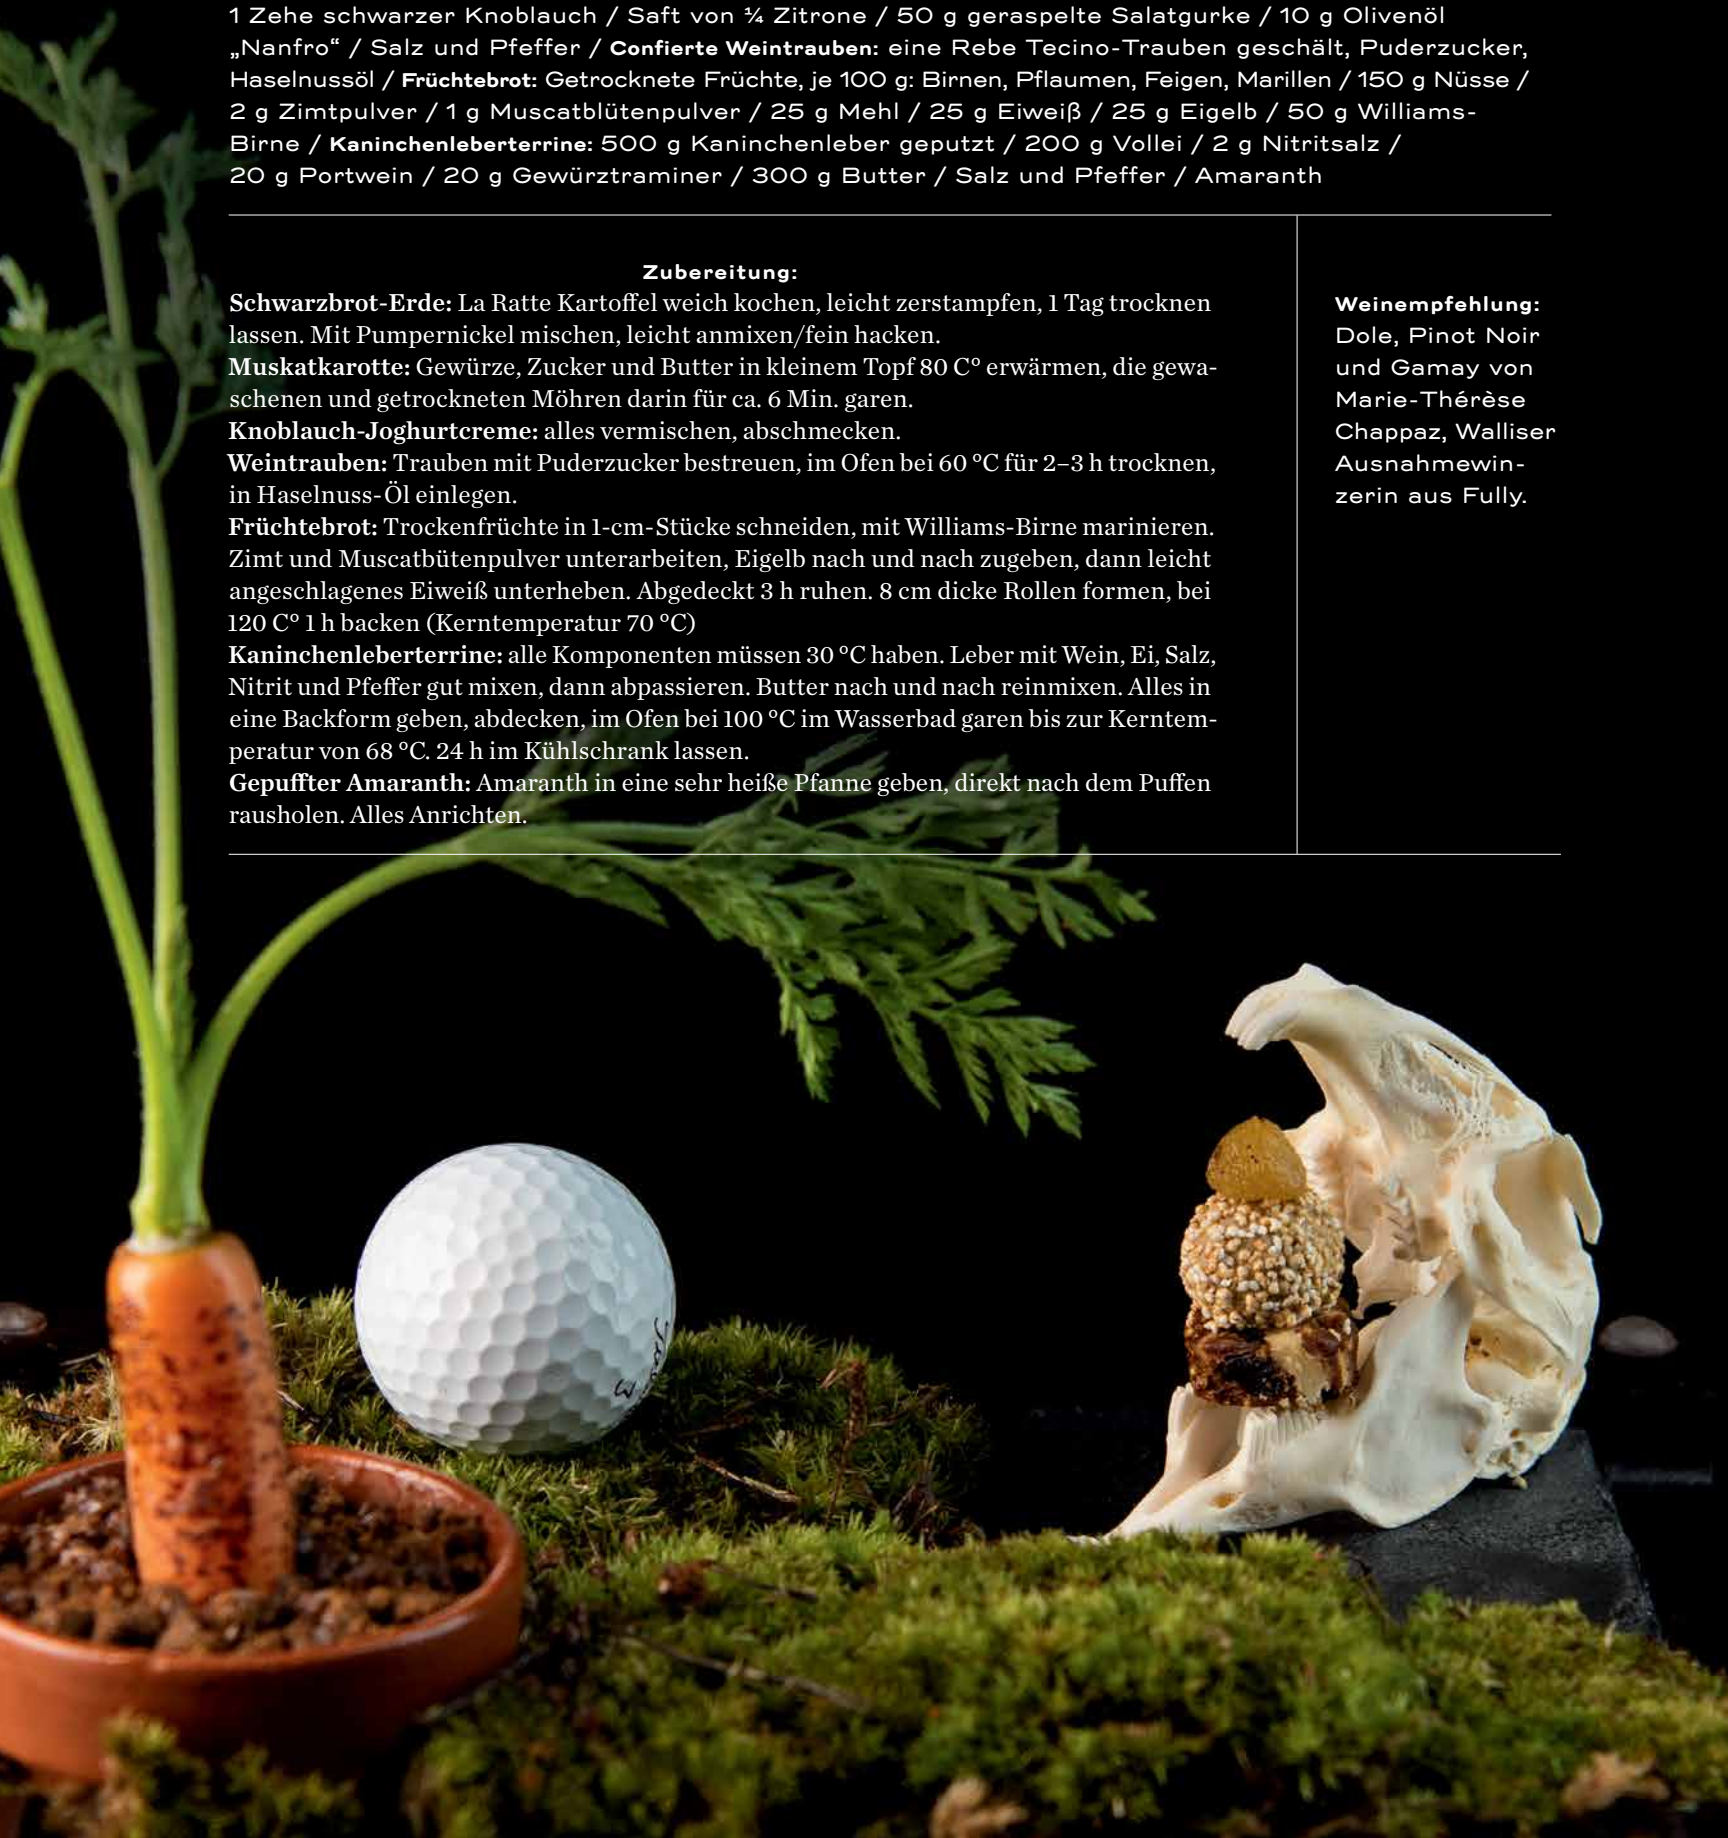 1 Zehe schwarzer Knoblauch / Saft von ¼ Zitrone / 50 g geraspelte Salatgurke / 10 g Olivenöl
„Nanfro“ / Salz und Pfeffer / Confierte Weintrauben: eine Rebe Tecino-Trauben geschält, Puderzucker,
Haselnussöl / Früchtebrot: Getrocknete Früchte, je 100 g: Birnen, Pflaumen, Feigen, Marillen / 150 g Nüsse /
2 g Zimtpulver / 1 g Muscatblütenpulver / 25 g Mehl / 25 g Eiweiß / 25 g Eigelb / 50 g Williams-
Birne / Kaninchenleberterrine: 500 g Kaninchenleber geputzt / 200 g Vollei / 2 g Nitritsalz /
20 g Portwein / 20 g Gewürztraminer / 300 g Butter / Salz und Pfeffer / Amaranth
Zubereitung:
Schwarzbrot-Erde: La Ratte Kartoffel weich kochen, leicht zerstampfen, 1 Tag trocknen
lassen. Mit Pumpernickel mischen, leicht anmixen/fein hacken.
Muskatkarotte: Gewürze, Zucker und Butter in kleinem Topf 80 C° erwärmen, die gewa-
schenen und getrockneten Möhren darin für ca. 6 Min. garen.
Knoblauch-Joghurtcreme: alles vermischen, abschmecken.
Weintrauben: Trauben mit Puderzucker bestreuen, im Ofen bei 60 °C für 2–3 h trocknen,
in Haselnuss-Öl einlegen.
Früchtebrot: Trockenfrüchte in 1-cm-Stücke schneiden, mit Williams-Birne marinieren.
Zimt und Muscatbütenpulver unterarbeiten, Eigelb nach und nach zugeben, dann leicht
angeschlagenes Eiweiß unterheben. Abgedeckt 3 h ruhen. 8 cm dicke Rollen formen, bei
120 C° 1 h backen (Kerntemperatur 70 °C)
Kaninchenleberterrine: alle Komponenten müssen 30 °C haben. Leber mit Wein, Ei, Salz,
Nitrit und Pfeffer gut mixen, dann abpassieren. Butter nach und nach reinmixen. Alles in
eine Backform geben, abdecken, im Ofen bei 100 °C im Wasserbad garen bis zur Kerntem-
peratur von 68 °C. 24 h im Kühlschrank lassen.
Gepuffter Amaranth: Amaranth in eine sehr heiße Pfanne geben, direkt nach dem Puffen
rausholen. Alles Anrichten.
Weinempfehlung:
Dole, Pinot Noir
und Gamay von
Marie-Thérèse
Chappaz, Walliser
Ausnahmewin-
zerin aus Fully.